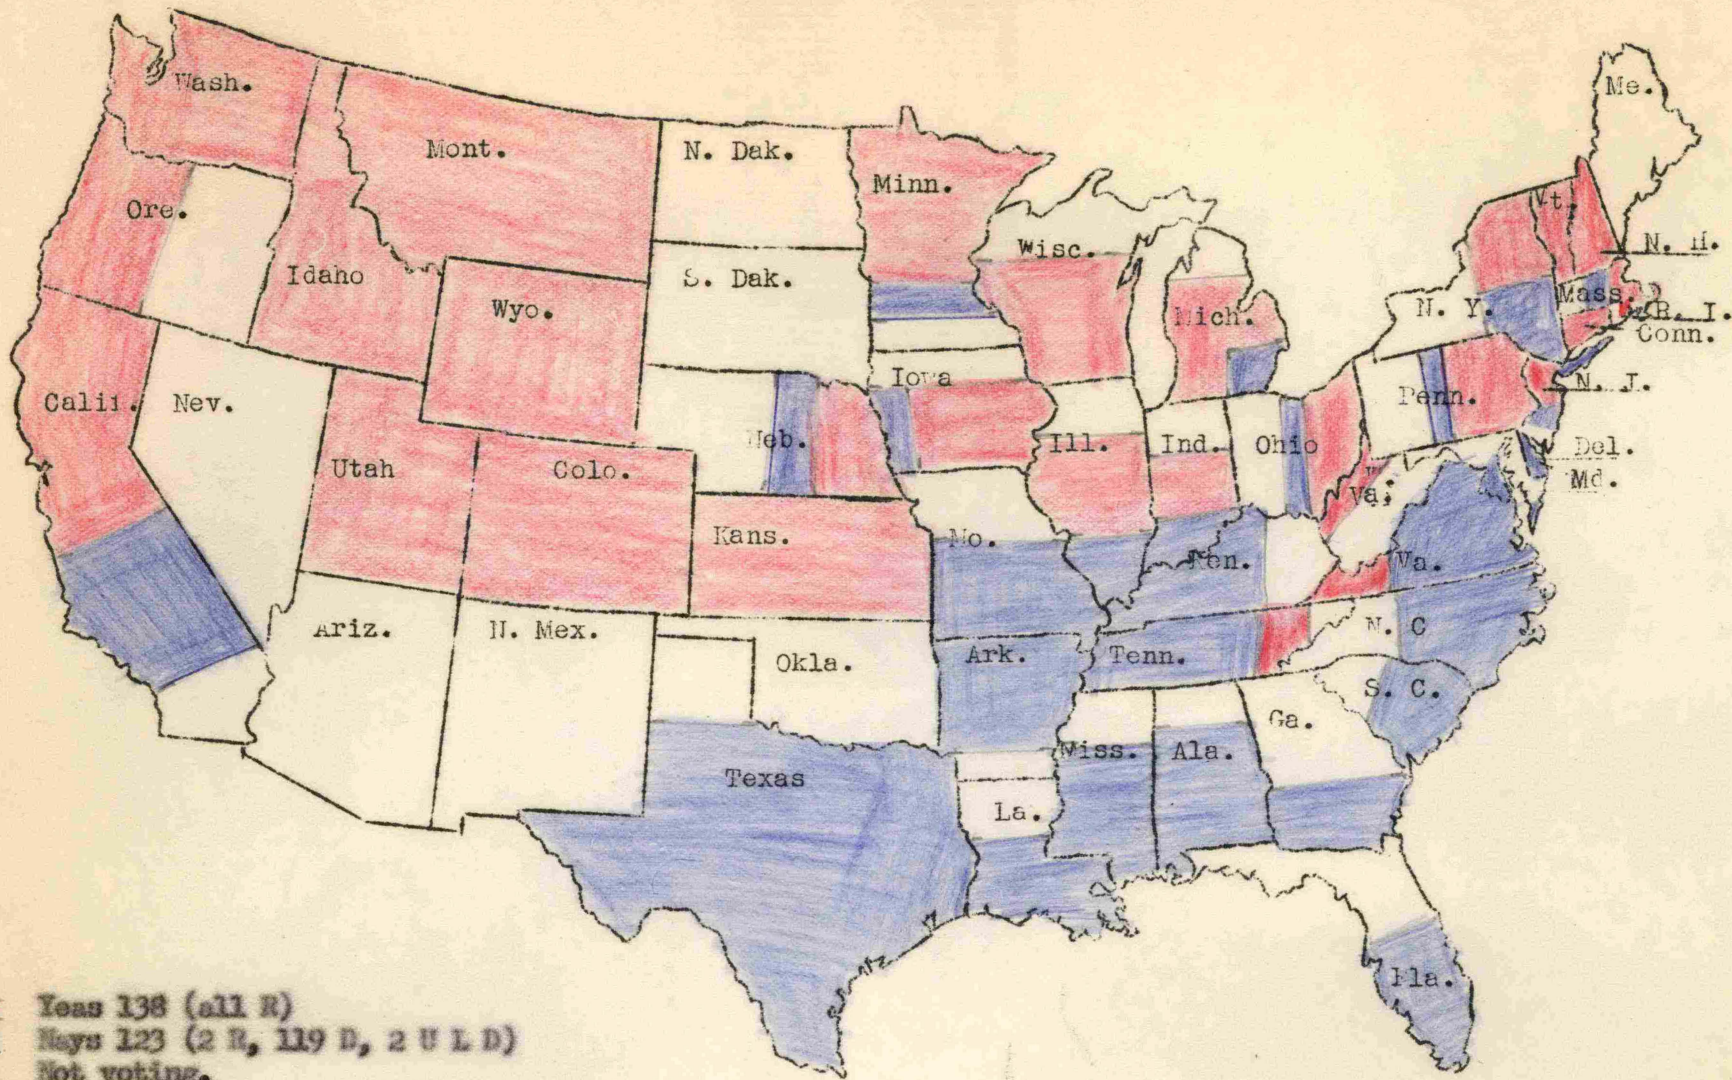 Me.
Wash.
Mont.
N. Dak.
Minn.
Ore.
Vt.
N. H.
Wisc.
Idaho
S. Dak.
Wyo.
Mich.
N. Y.
Mass.
R. I.
Conn.
Iowa
Calif.
Nev.
Penn.
N. J.
Neb.
Ill.
Ind.
Ohio
Del.
Utah
Colo.
Md.
W
Va.
Kans.
Mo.
Ken.
Va.
Ariz.
N. Mex.
N. C
Okla.
Ark.
Tenn.
S. C.
Ga.
Miss.
Ala.
Texas
La.
Fla.
Yeas 138 (all R)
Nays 123 (2 R, 119 D, 2 U L D)
Not voting.